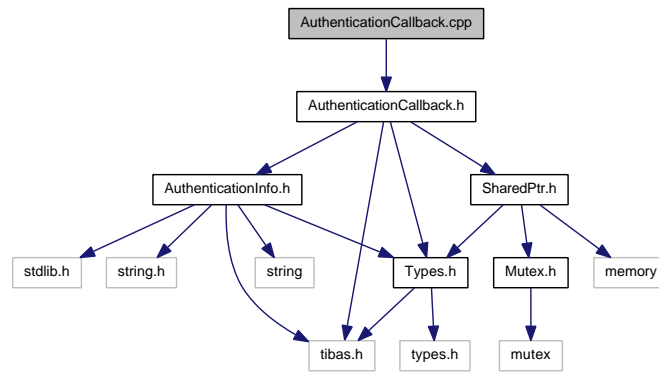 AuthenticationCallback.cpp
AuthenticationCallback.h
AuthenticationInfo.h
SharedPtr.h
stdlib.h
string.h
string
Types.h
Mutex.h
memory
tibas.h
types.h
mutex